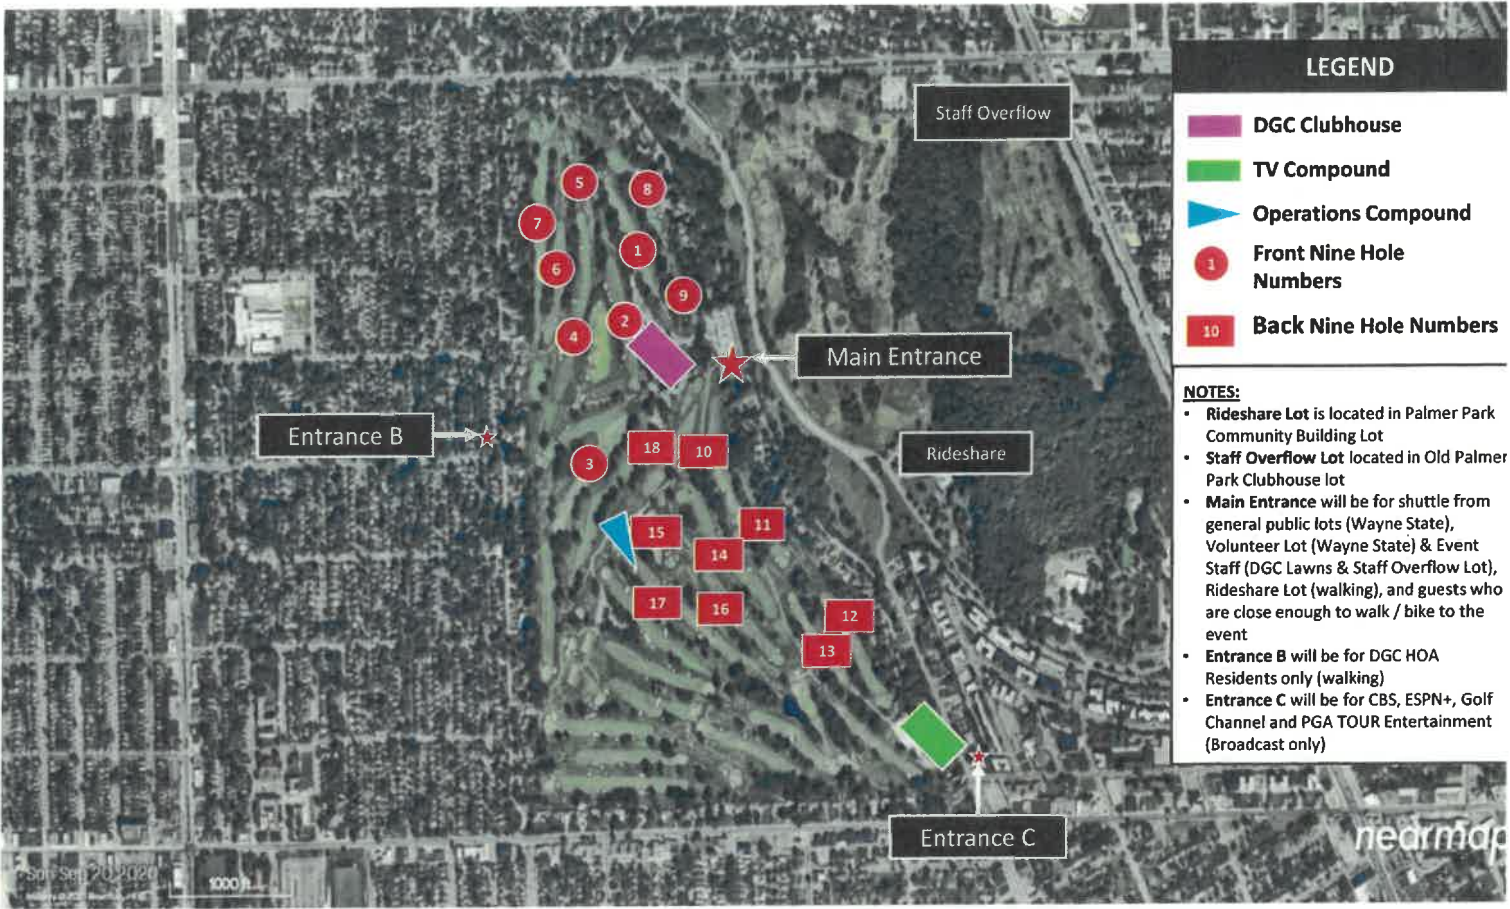 LEGEND
DGC Clubhouse
TV Compound
Operations Compound
1
Front Nine Hole
Numbers
10
Back Nine Hole Numbers
NOTES:
• Rideshare Lot is located in Palmer Park
Community Building Lot
• Staff Overflow Lot located in Old Palmer
Park Clubhouse lot
• Main Entrance will be for shuttle from
general public lots (Wayne State),
Volunteer Lot (Wayne State) & Event
Staff (DGC Lawns & Staff Overflow Lot),
Rideshare Lot (walking), and guests who
are close enough to walk / bike to the
event
• Entrance B will be for DGC HOA
Residents only (walking)
• Entrance C will be for CBS, ESPN+, Golf
Channel and PGA TOUR Entertainment
(Broadcast only)
Staff Overflow
5
8
7
1
6
9
2
4
Main Entrance
Entrance B
18
10
Rideshare
3
15
11
14
17
16
12
13
Entrance C
nearmap
Sun Sep 20 2020
1000 ft